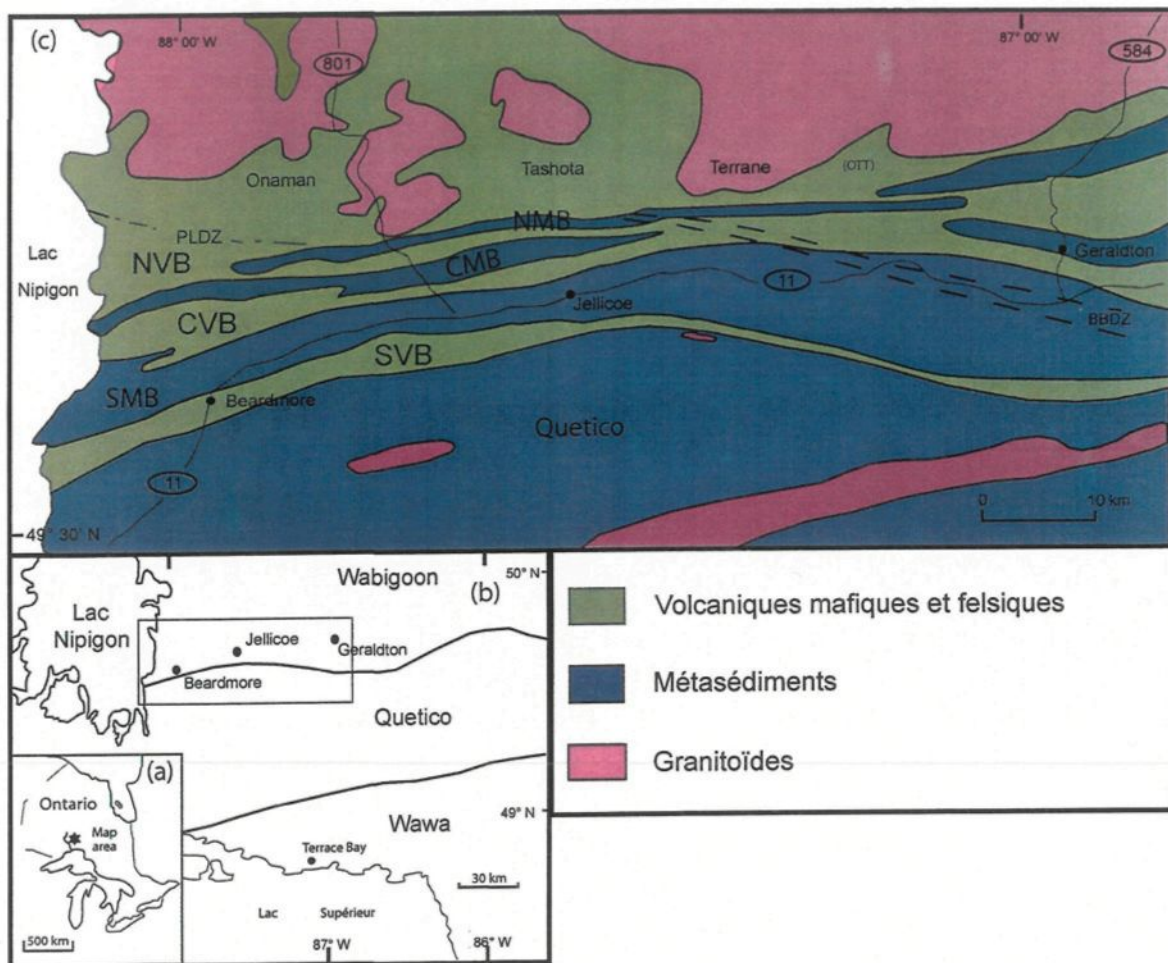 (c)
88° 00' W
87° 00' W
801
584
Onaman
Tashota
Terrane
(OTT)
PLDZ
NMB
NVB
CMB
Geraldton
Lac
Nipigon
11
Jellicoe
CVB
BBDZ
SVB
SMB
Beardmore
Quetico
11
0 10 km
49° 30' N
Wabigoon
50° N
(b)
Lac
Nipigon
Jellicoe
Geraldton
Beardmore
Quetico
(a)
Ontario
Map
area
500 km
49° N
Wawa
Terrace Bay
30 km
Lac Supérieur
87° W
86° W
Volcaniques mafiques et felsiques
Métasédiments
Granitoïdes